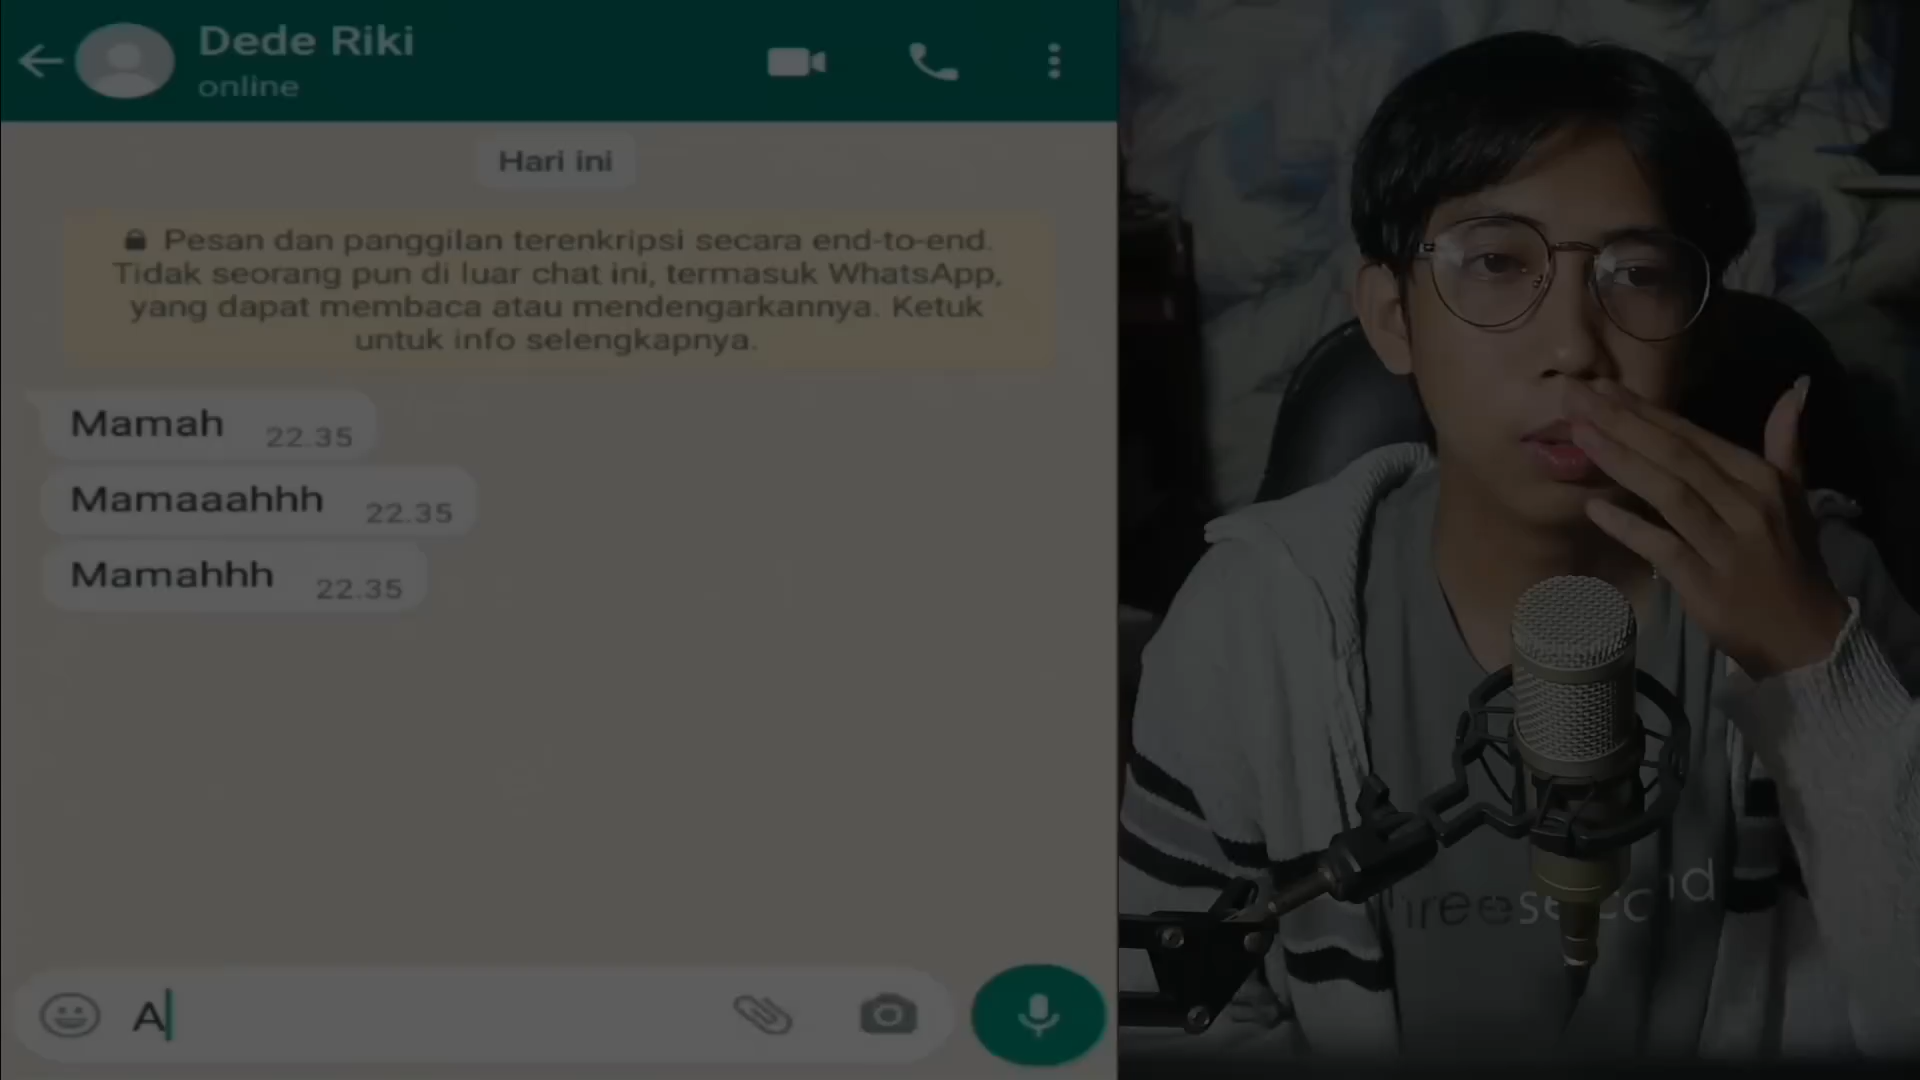 Dede Riki
online
Hari ini
Pesan dan panggilan terenkripsi secara end-to-end.
Tidak seorang pun di luar chat ini, termasuk WhatsApp,
yang dapat membaca atau mendengarkannya. Ketuk
untuk info selengkapnya.
Mamah 22.35
Mamaaahhh 22.35
Mamahhh 22.35
A